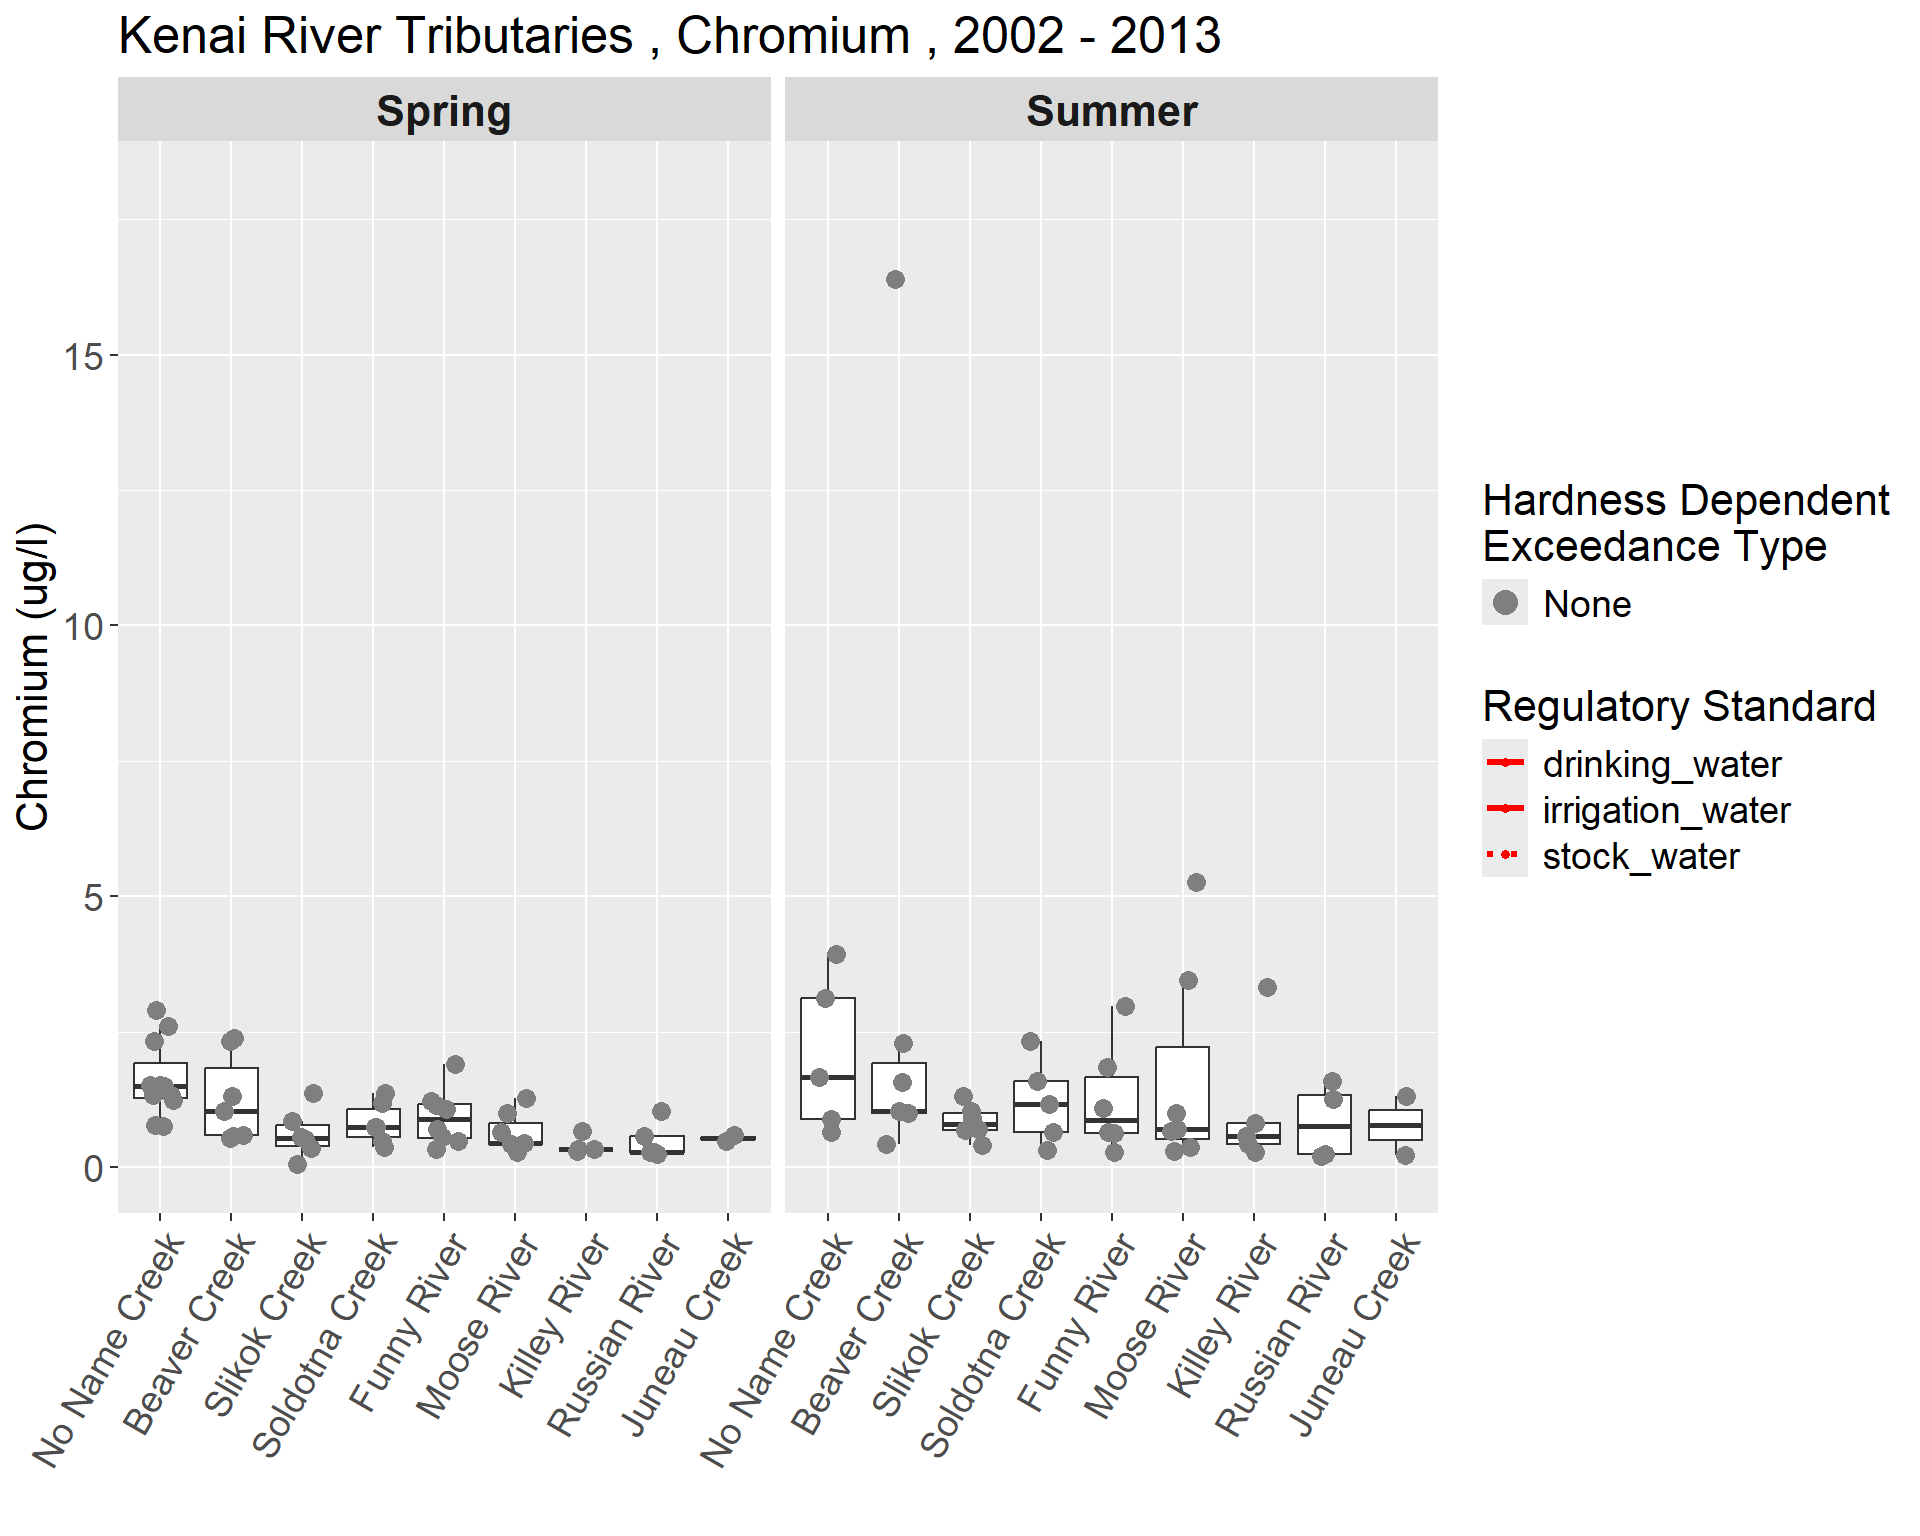 Kenai River Tributaries , Chromium , 2002 - 2013
Spring
Summer
Chromium (ug/l)
15
10
5
0
No Name Creek
Beaver Creek
Slikok Creek
Soldotna Creek
Funny River
Moose River
Killey River
Russian River
Juneau Creek
No Name Creek
Beaver Creek
Slikok Creek
Soldotna Creek
Funny River
Moose River
Killey River
Russian River
Juneau Creek
Hardness Dependent
Exceedance Type
None
Regulatory Standard
drinking_water
irrigation_water
stock_water